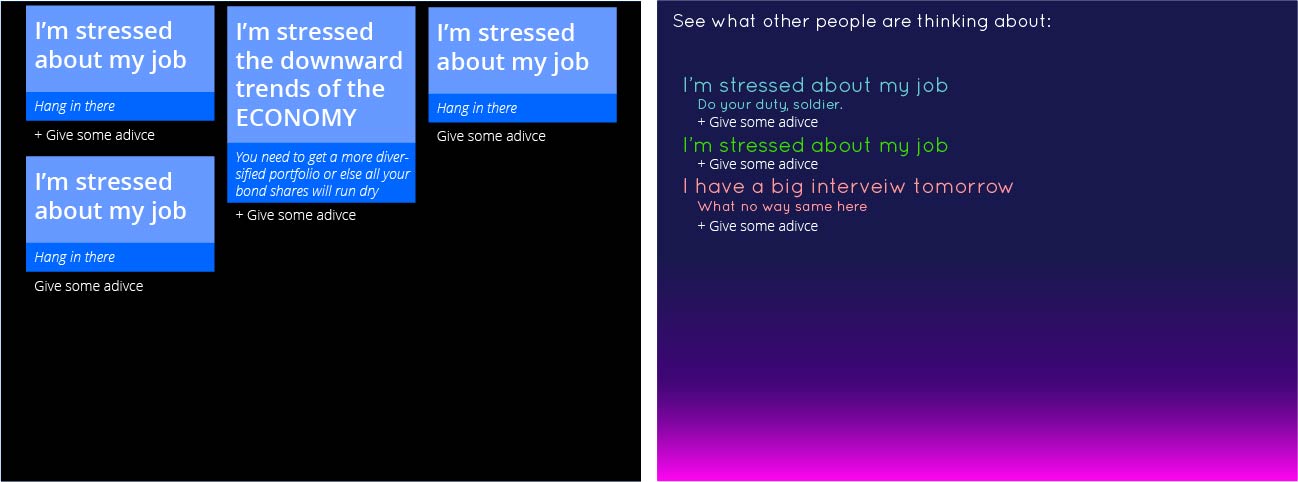 I’m stressed
about my job
Hang in there
+ Give some adivce
I’m stressed
about my job
Hang in there
Give some adivce
I’m stressed
the downward
trends of the
ECONOMY
You need to get a more diver-
sified portfolio or else all your
bond shares will run dry
+ Give some adivce
I’m stressed
about my job
Hang in there
Give some adivce
See what other people are thinking about:
I’m stressed about my job
Do your duty, soldier.
+ Give some adivce
I’m stressed about my job
+ Give some adivce
I have a big interveiw tomorrow
What no way same here
+ Give some adivce